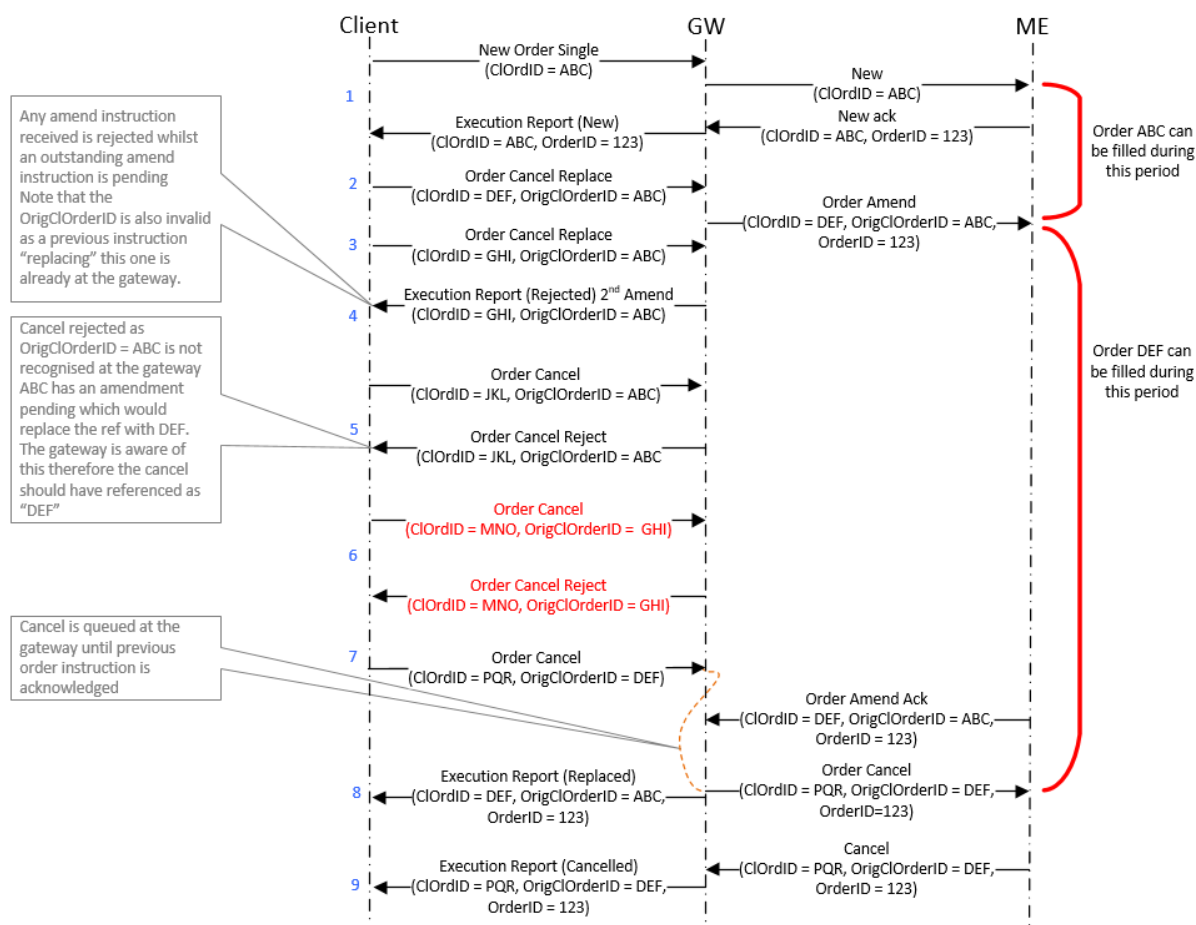 Client
GW
ME
New Order Single
(ClOrdID = ABC)
New
(ClOrdID = ABC)
1
New ack
(ClOrdID = ABC, OrderID = 123)
Execution Report (New)
(ClOrdID = ABC, OrderID = 123)
Order ABC can
be filled during
this period
Any amend instruction
received is rejected whilst
an outstanding amend
instruction is pending
Note that the
OrigClOrderID is also invalid
as a previous instruction
“replacing” this one is
already at the gateway.
2
Order Cancel Replace
(ClOrdID = DEF, OrigClOrderID = ABC)
Order Amend
(ClOrdID = DEF, OrigClOrderID = ABC,
OrderID = 123)
3
Order Cancel Replace
(ClOrdID = GHI, OrigClOrderID = ABC)
Execution Report (Rejected) 2nd Amend
(ClOrdID = GHI, OrigClOrderID = ABC)
4
Cancel rejected as
OrigClOrderID = ABC is not
recognised at the gateway
ABC has an amendment
pending which would
replace the ref with DEF.
The gateway is aware of
this therefore the cancel
should have referenced as
“DEF”
Order DEF can
be filled during
this period
Order Cancel
(ClOrdID = JKL, OrigClOrderID = ABC)
5
Order Cancel Reject
(ClOrdID = JKL, OrigClOrderID = ABC
Order Cancel
(ClOrdID = MNO, OrigClOrderID = GHI)
6
Order Cancel Reject
(ClOrdID = MNO, OrigClOrderID = GHI)
Cancel is queued at the
gateway until previous
order instruction is
acknowledged
7
Order Cancel
(ClOrdID = PQR, OrigClOrderID = DEF)
Order Amend Ack
(ClOrdID = DEF, OrigClOrderID = ABC,
OrderID = 123)
8
Execution Report (Replaced)
(ClOrdID = DEF, OrigClOrderID = ABC,
OrderID = 123)
Order Cancel
(ClOrdID = PQR, OrigClOrderID = DEF,
OrderID=123)
Cancel
(ClOrdID = PQR, OrigClOrderID = DEF,
OrderID = 123)
9
Execution Report (Cancelled)
(ClOrdID = PQR, OrigClOrderID = DEF,
OrderID = 123)